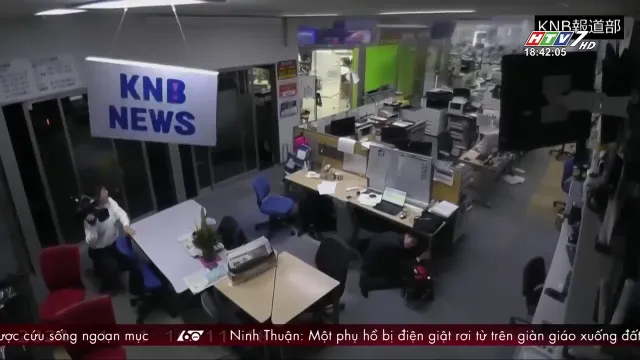 KNB報道部
HTV7 HD
18:42:05
KNB
NEWS
ược cứu sống ngoạn mục
60
Ninh Thuận: Một phụ hồ bị điện giật rơi từ trên giàn giáo xuống đất